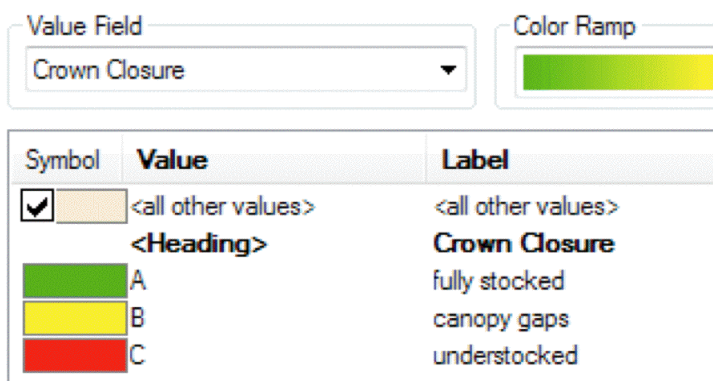 Value Field Color Ramp
Crown Closure
Symbol Value Label
<all other values> <all other values>
<Heading> Crown Closure
A fully stocked
B canopy gaps
C understocked